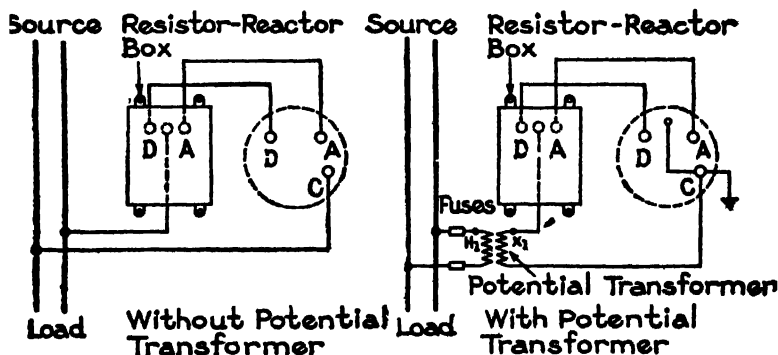 Source
Resistor-Reactor
Box
D A
D
A
C
Load
Without Potential
Transformer
Source
Resistor-Reactor
Box
D A
D
A
C
Fuses
H1
X1
Potential Transformer
Load
With Potential
Transformer